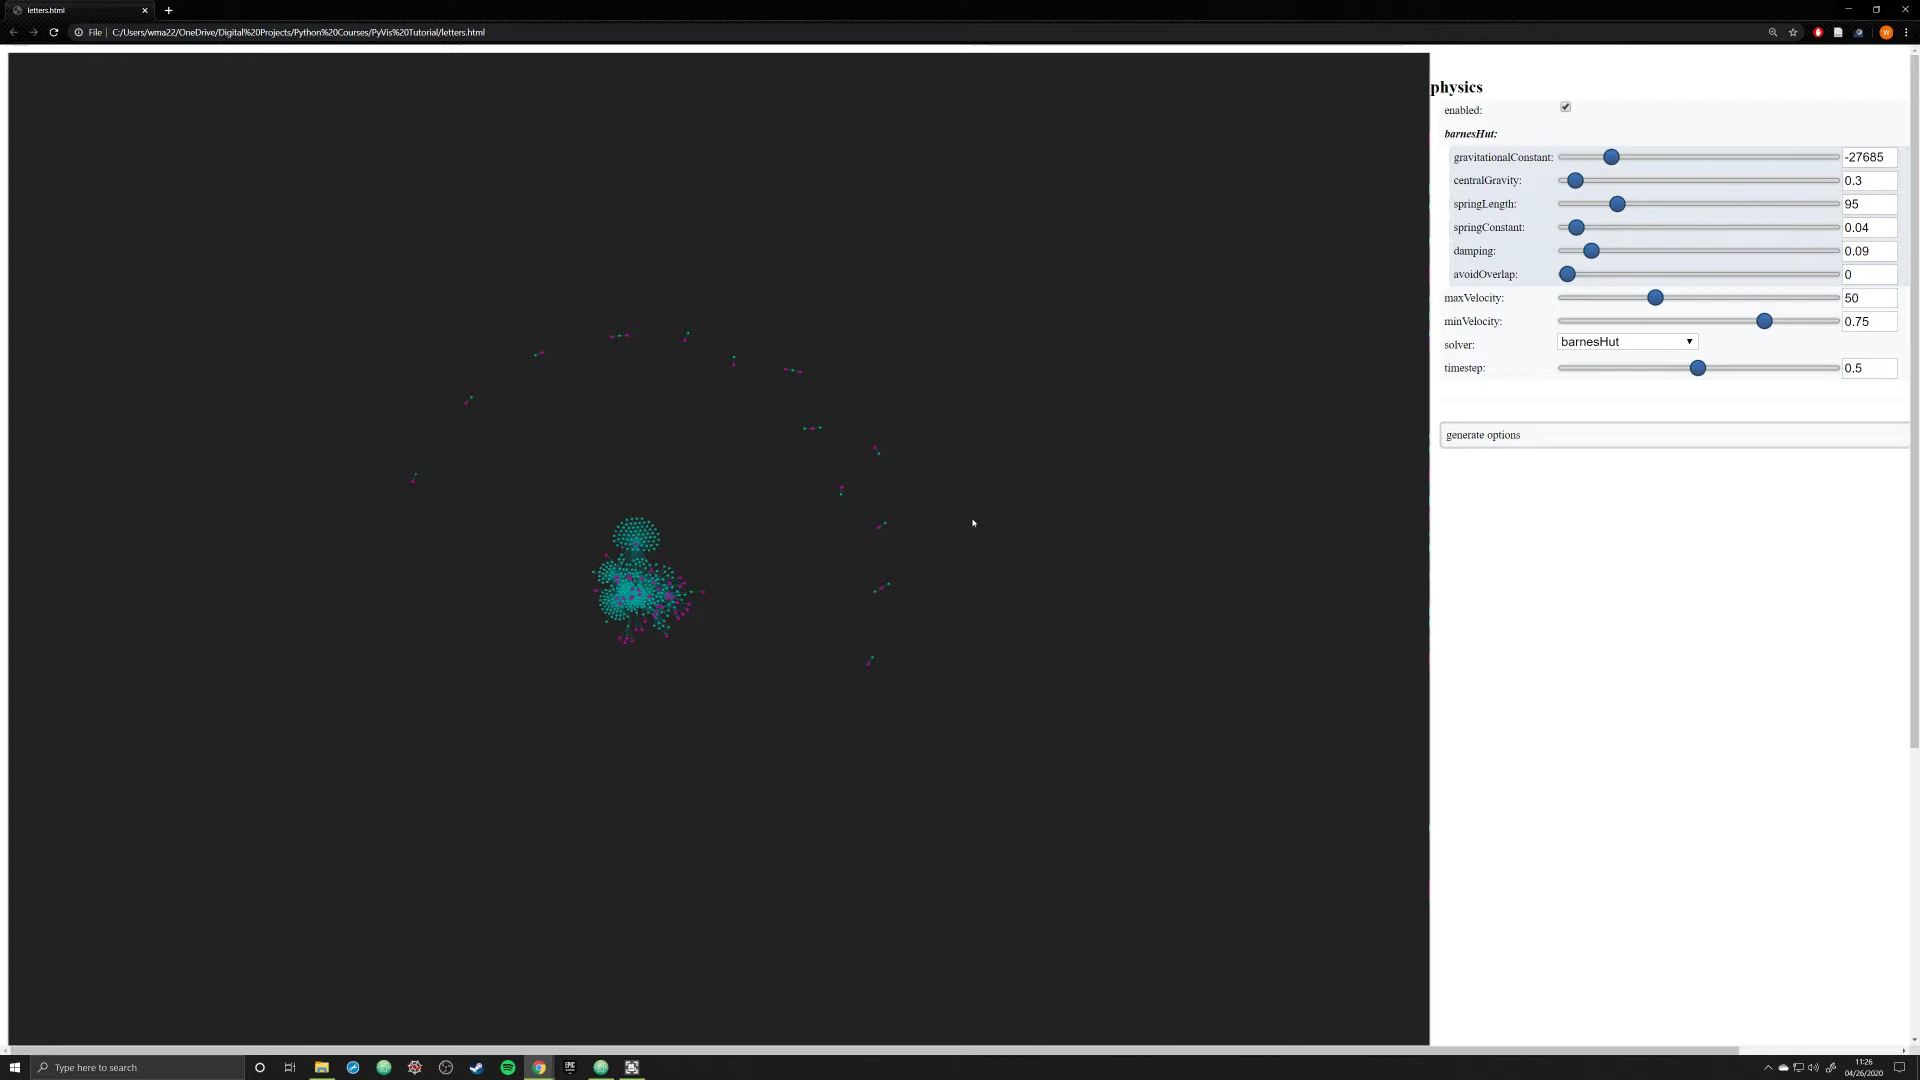 letters.html
File
C:/Users/wma22/OneDrive/Digital%20Projects/Python%20Courses/PyVis%20Tutorial/letters.html
W
physics
enabled:
barnesHut:
gravitationalConstant: -27685
centralGravity: 0.3
springLength: 95
springConstant: 0.04
damping: 0.09
avoidOverlap: 0
maxVelocity: 50
minVelocity: 0.75
solver: barnesHut
timestep: 0.5
generate options
Type here to search
EPIC
11:26
04/26/2020